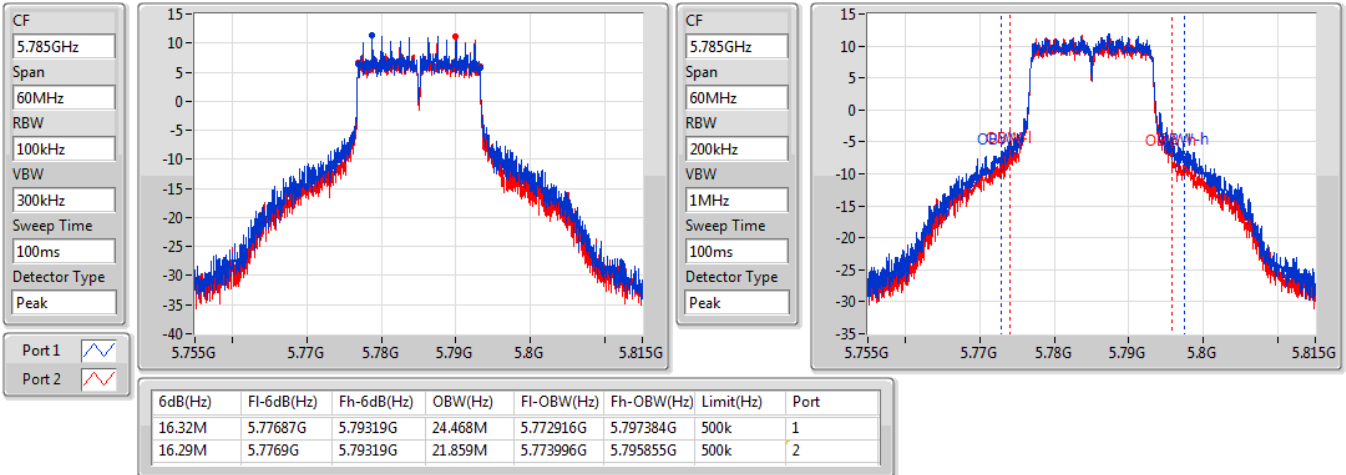 CF
5.785GHz
Span
60MHz
RBW
100kHz
VBW
300kHz
Sweep Time
100ms
Detector Type
Peak
Port 1
Port 2
15
10
5
0
-5
-10
-15
-20
-25
-30
-35
-40
5.755G 5.77G 5.78G 5.79G 5.8G 5.815G
CF
5.785GHz
Span
60MHz
RBW
200kHz
VBW
1MHz
Sweep Time
100ms
Detector Type
Peak
15
10
5
0
-5
-10
-15
-20
-25
-30
-35
5.755G 5.77G 5.78G 5.79G 5.8G 5.815G
6dB(Hz) Fl-6dB(Hz) Fh-6dB(Hz) OBW(Hz) Fl-OBW(Hz) Fh-OBW(Hz) Limit(Hz) Port
16.32M 5.77687G 5.79319G 24.468M 5.772916G 5.797384G 500k 1
16.29M 5.7769G 5.79319G 21.859M 5.773996G 5.795855G 500k 2